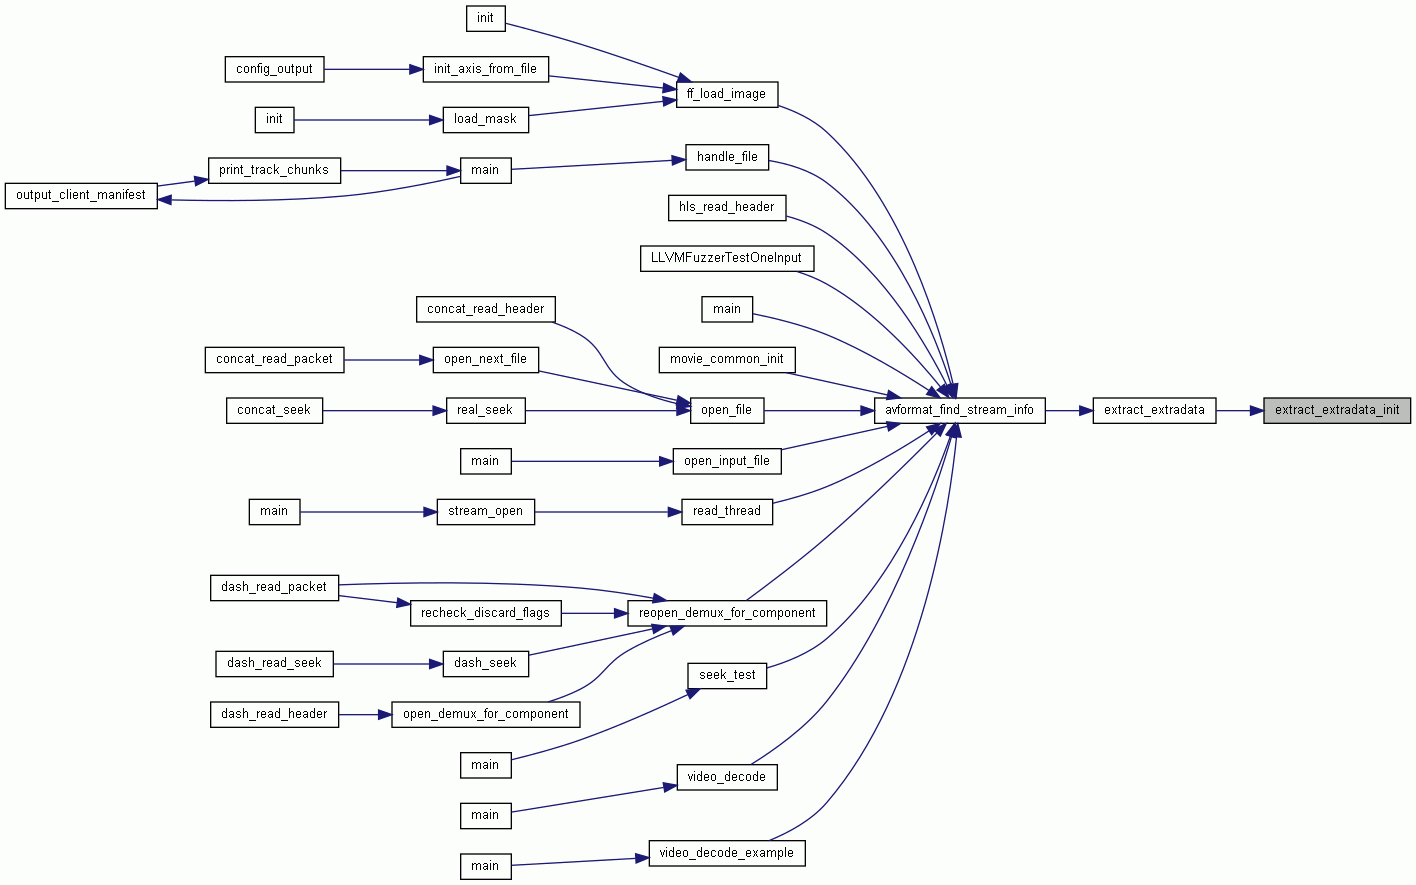 init
config_output
init_axis_from_file
ff_load_image
init
load_mask
handle_file
print_track_chunks
main
output_client_manifest
hls_read_header
LLVMFuzzerTestOneInput
concat_read_header
main
concat_read_packet
open_next_file
movie_common_init
concat_seek
real_seek
open_file
avformat_find_stream_info
extract_extradata
extract_extradata_init
main
open_input_file
main
stream_open
read_thread
dash_read_packet
recheck_discard_flags
reopen_demux_for_component
dash_read_seek
dash_seek
seek_test
dash_read_header
open_demux_for_component
main
video_decode
main
video_decode_example
main